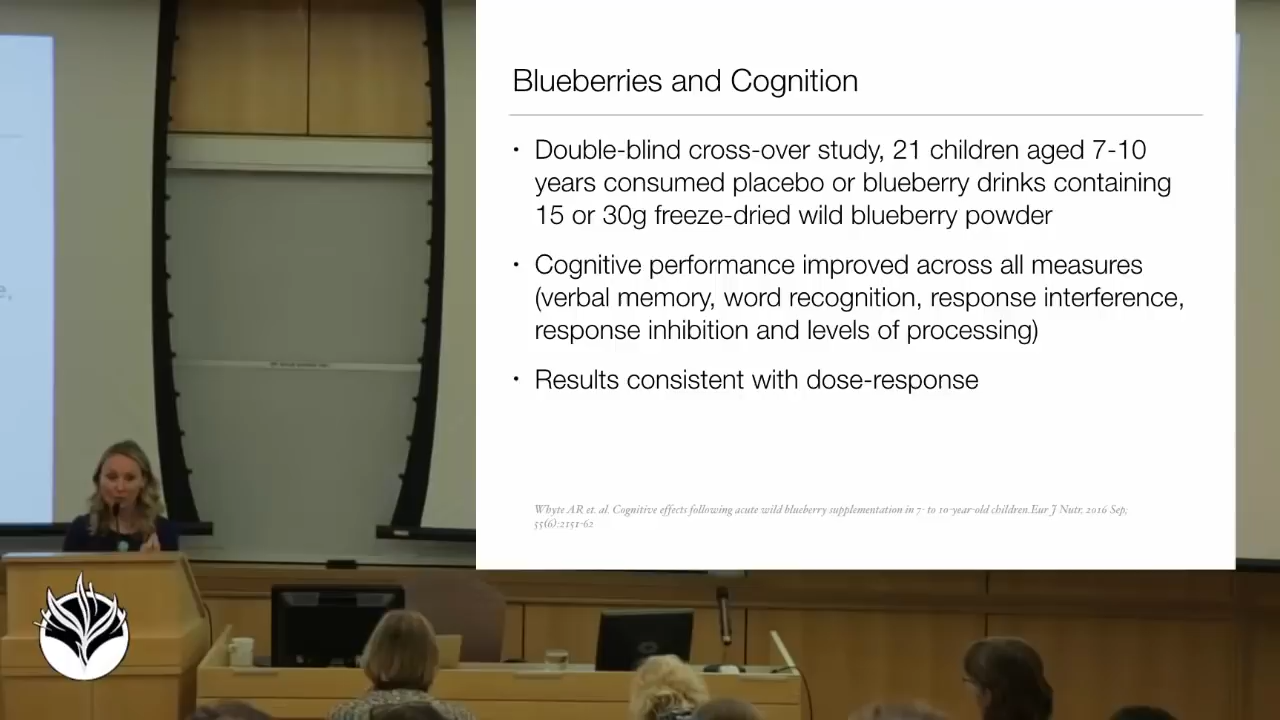 Blueberries and Cognition
• Double-blind cross-over study, 21 children aged 7-10
years consumed placebo or blueberry drinks containing
15 or 30g freeze-dried wild blueberry powder
• Cognitive performance improved across all measures
(verbal memory, word recognition, response interference,
response inhibition and levels of processing)
• Results consistent with dose-response
Whyte AR et. al. Cognitive effects following acute wild blueberry supplementation in 7- to 10-year-old children.Eur J Nutr, 2016 Sep;
55(6):2151-62